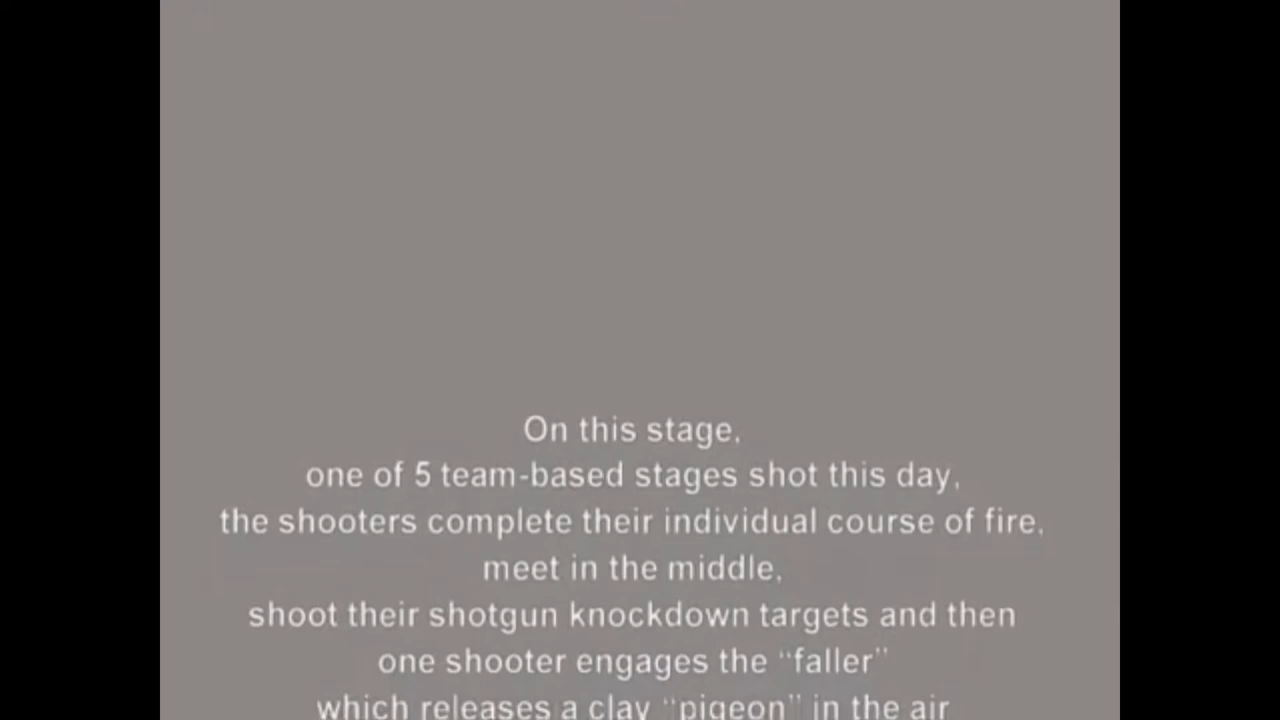 On this stage,
one of 5 team-based stages shot this day,
the shooters complete their individual course of fire,
meet in the middle,
shoot their shotgun knockdown targets and then
one shooter engages the “faller”
which releases a clay “pigeon” in the air